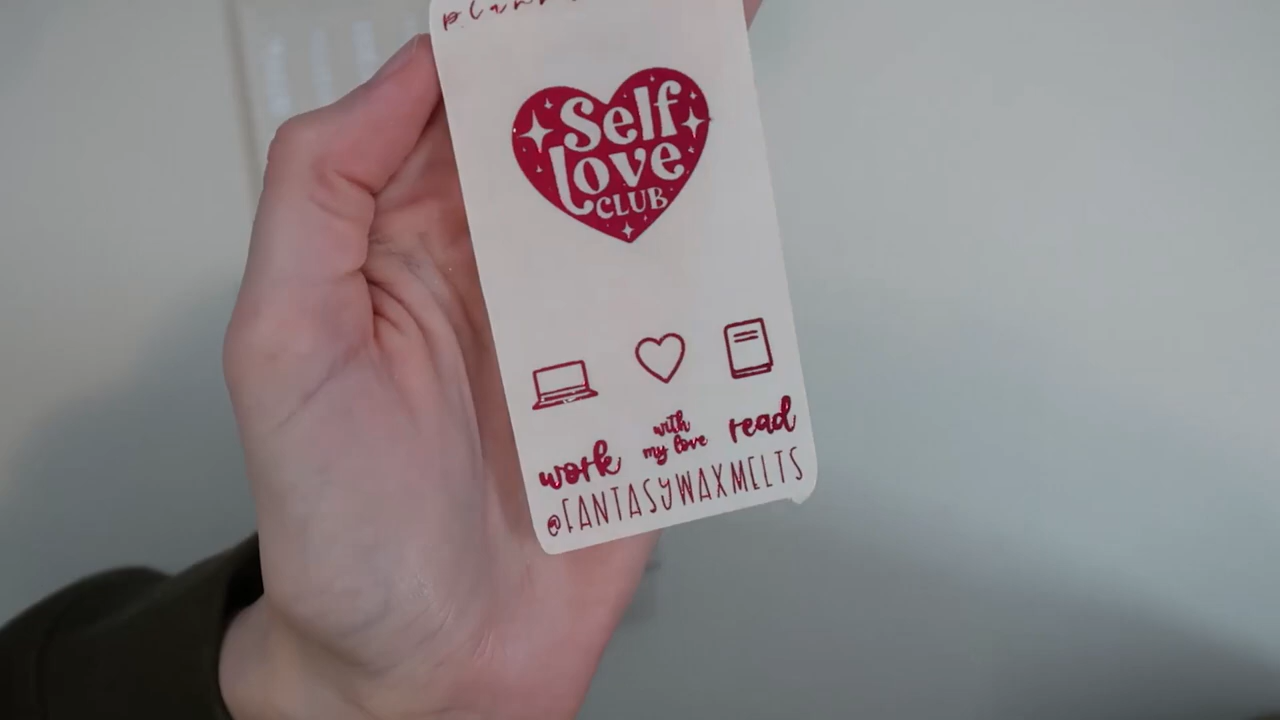 Self
Love
CLUB
work with my love read
@FANTASYWAXMELTS